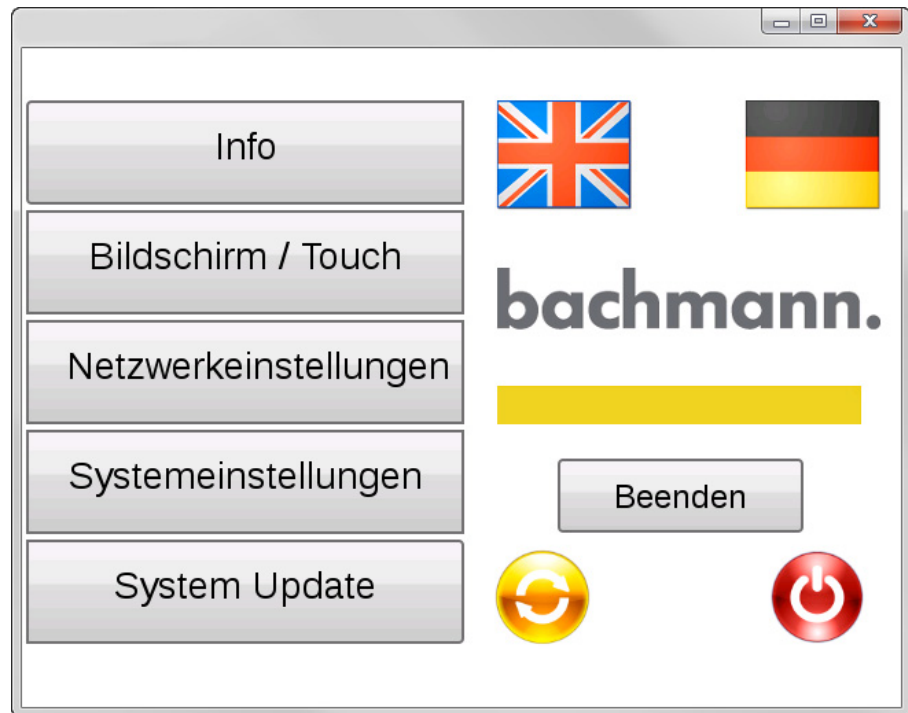 Info
Bildschirm / Touch
Netzwerkeinstellungen
Systemeinstellungen
System Update
bachmann.
Beenden